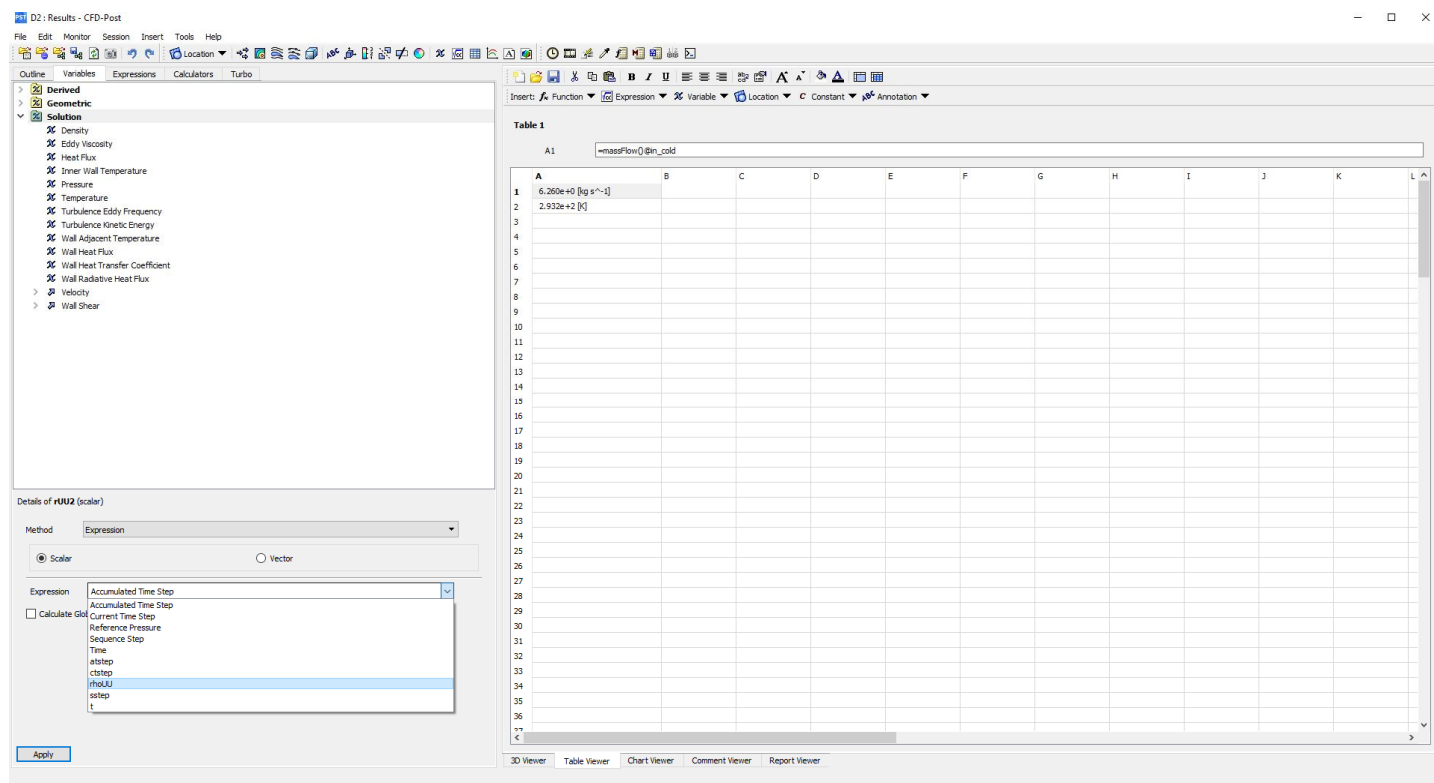 PST D2 : Results - CFD-Post
File Edit Monitor Session Insert Tools Help
Location
Outline Variables Expressions Calculators Turbo
Derived
Geometric
Solution
Density
Eddy Viscosity
Heat Flux
Inner Wall Temperature
Pressure
Temperature
Turbulence Eddy Frequency
Turbulence Kinetic Energy
Wall Adjacent Temperature
Wall Heat Flux
Wall Heat Transfer Coefficient
Wall Radiative Heat Flux
Velocity
Wall Shear
Details of rUU2 (scalar)
Method Expression
Scalar Vector
Expression Accumulated Time Step
Calculate Glob
Accumulated Time Step
Current Time Step
Reference Pressure
Sequence Step
Time
atstep
ctstep
rhoUU
sstep
t
Apply
B I U
Insert: Function Expression Variable Location C Constant Annotation
Table 1
A1 =massFlow()@in_cold
A B C D E F G H I J K L
1 6.260e+0 [kg s^-1]
2 2.932e+2 [K]
3
4
5
6
7
8
9
10
11
12
13
14
15
16
17
18
19
20
21
22
23
24
25
26
27
28
29
30
31
32
33
34
35
36
37
3D Viewer Table Viewer Chart Viewer Comment Viewer Report Viewer